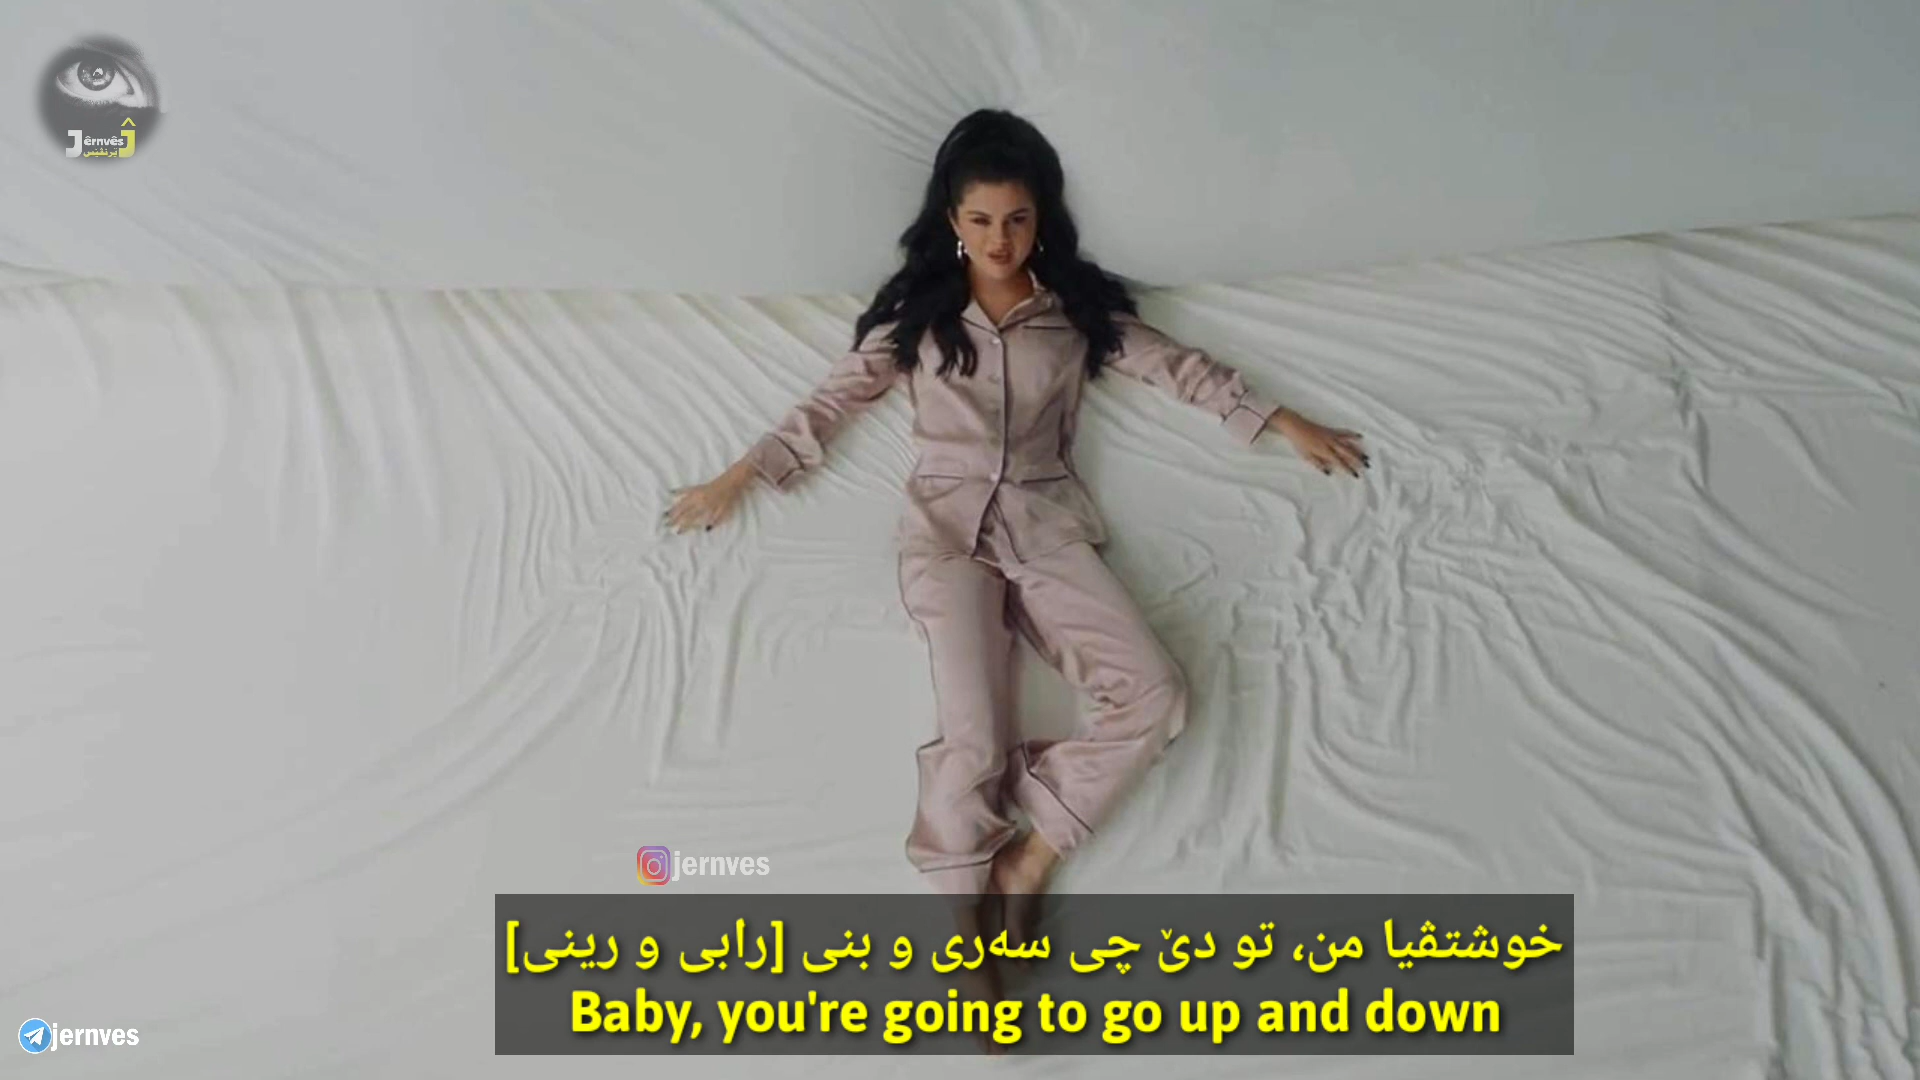 Jêrnvês Ĵ
ژێرنڤیس
jernves
خوشتڤیا من، تو دێ چی سەری و بنی [رابی و رینی]
Baby, you're going to go up and down
jernves